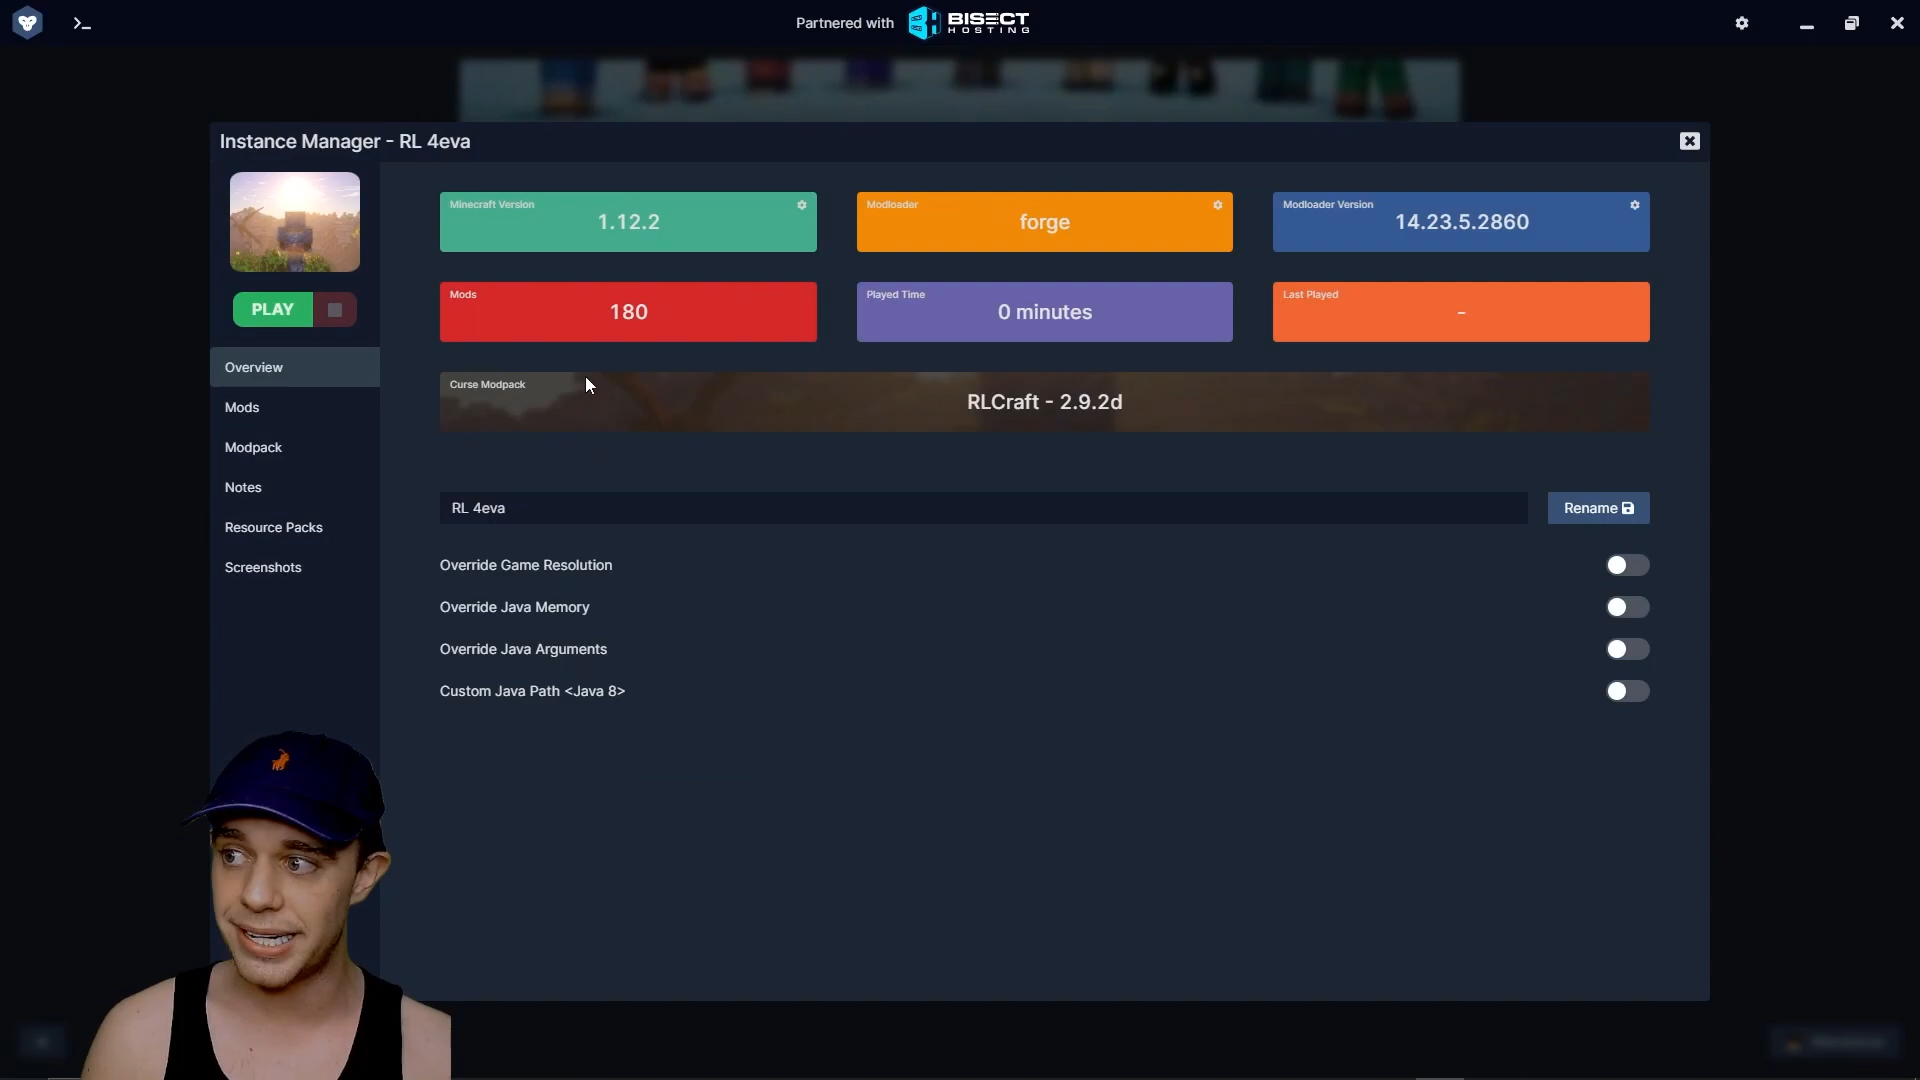 Partnered with BISECT
HOSTING
Instance Manager - RL 4eva
Minecraft Version
1.12.2
Modloader
forge
Modloader Version
14.23.5.2860
Mods
180
Played Time
0 minutes
Last Played
-
PLAY
Curse Modpack
RLCraft - 2.9.2d
Overview
Mods
Modpack
Notes
Resource Packs
Screenshots
RL 4eva
Rename
Override Game Resolution
Override Java Memory
Override Java Arguments
Custom Java Path <Java 8>